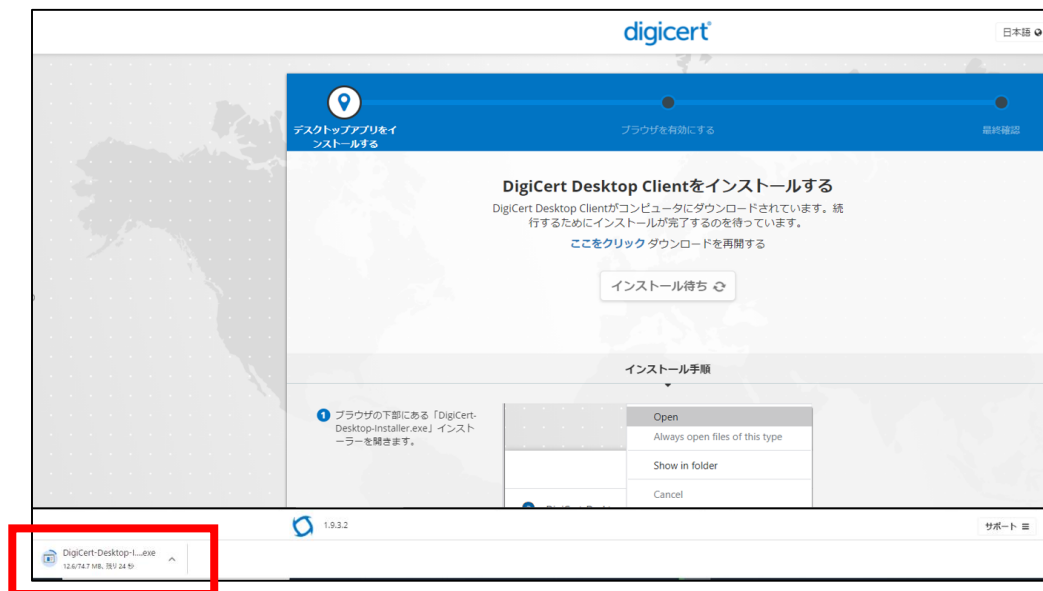 digicert
日本語
デスクトップアプリをイ
ンストールする
ブラウザを有効にする
最終確認
DigiCert Desktop Clientをインストールする
DigiCert Desktop Clientがコンピュータにダウンロードされています。続
行するためにインストールが完了するのを待っています。
ここをクリック ダウンロードを再開する
インストール待ち
インストール手順
1 ブラウザの下部にある「DigiCert-
Desktop-Installer.exe」インスト
ーラーを開きます。
Open
Always open files of this type
Show in folder
Cancel
1.9.3.2
サポート
DigiCert-Desktop-I....exe
12.6/74.7 MB、残り 24 秒